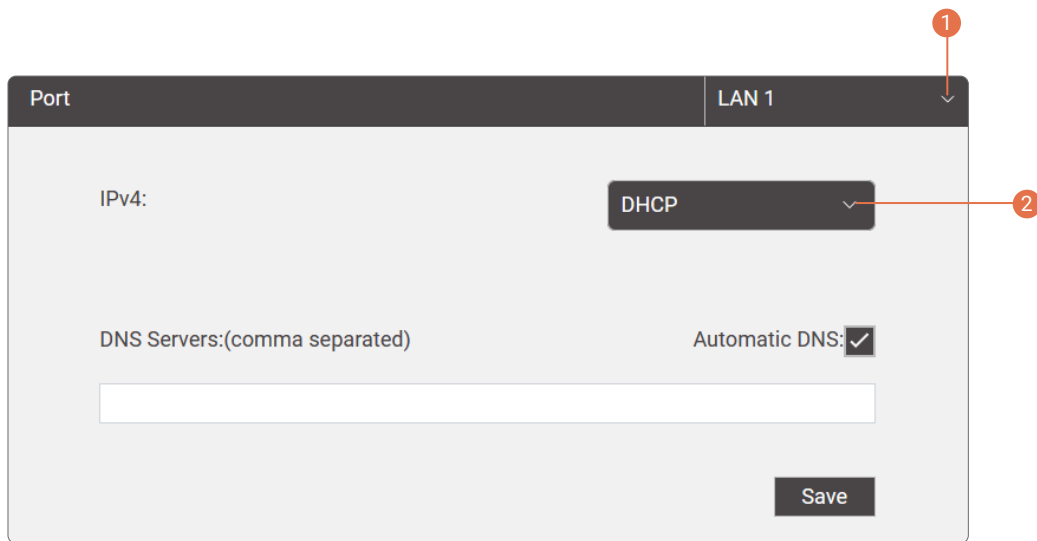 1
Port LAN 1
IPv4: DHCP 2
DNS Servers:(comma separated) Automatic DNS:
Save